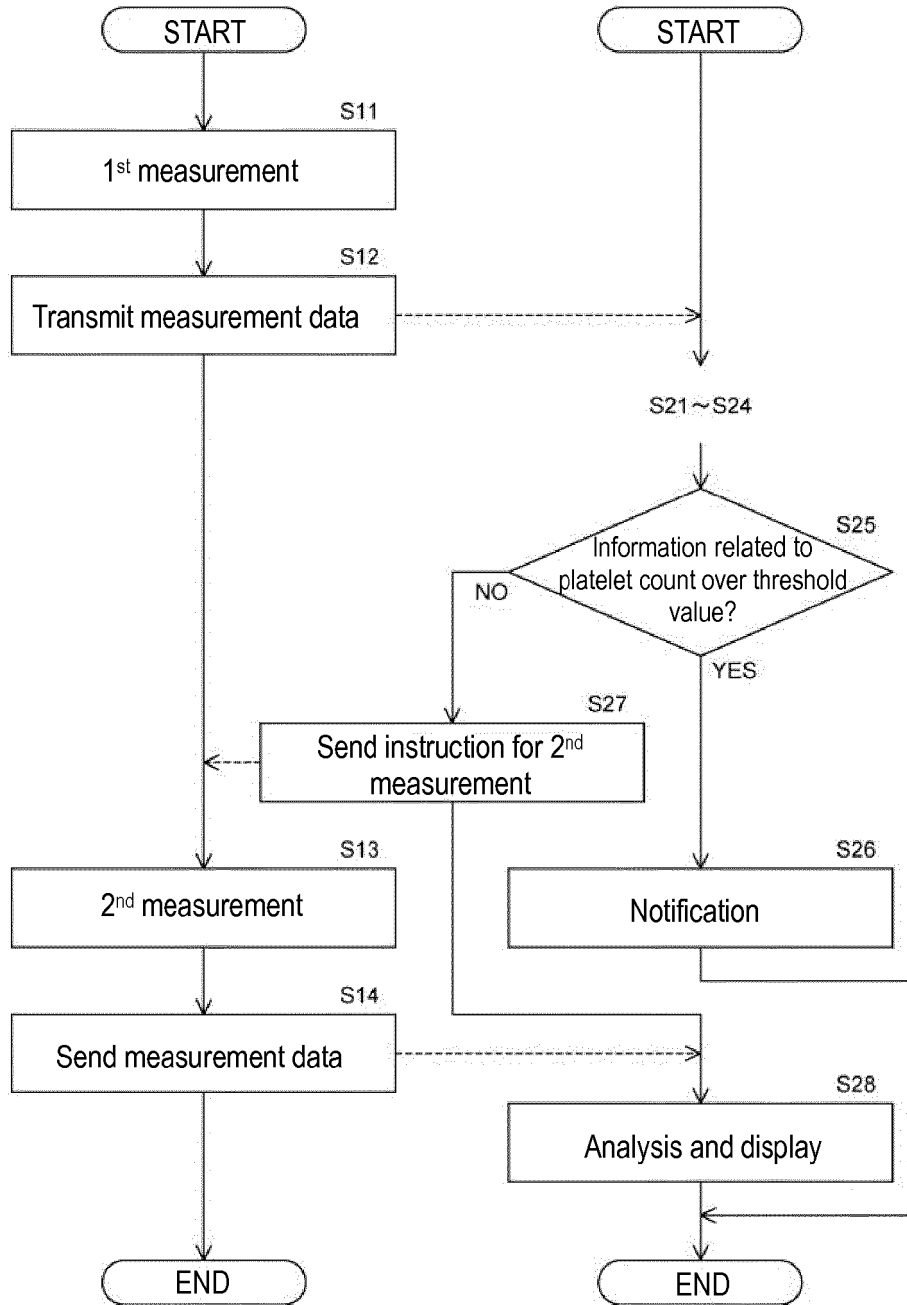 START
START
S11
1st measurement
S12
Transmit measurement data
S21～S24
S25
Information related to
platelet count over threshold
value?
NO
YES
S27
Send instruction for 2nd
measurement
S13
2nd measurement
S26
Notification
S14
Send measurement data
S28
Analysis and display
END
END